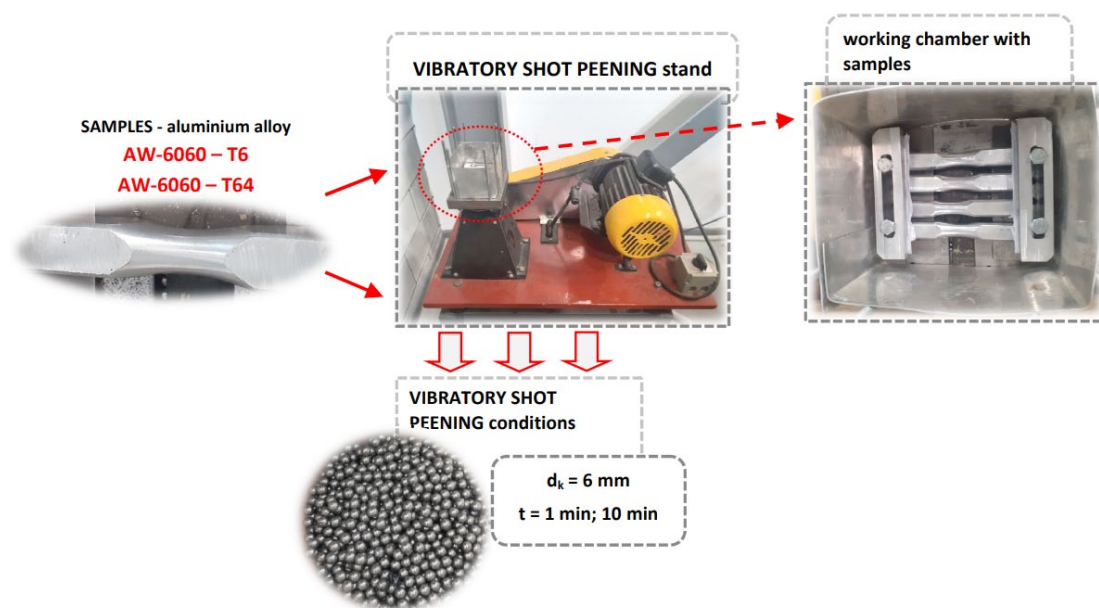 VIBRATORY SHOT PEENING stand
working chamber with
samples
SAMPLES - aluminium alloy
AW-6060 – T6
AW-6060 – T64
VIBRATORY SHOT
PEENING conditions
dₖ = 6 mm
t = 1 min; 10 min